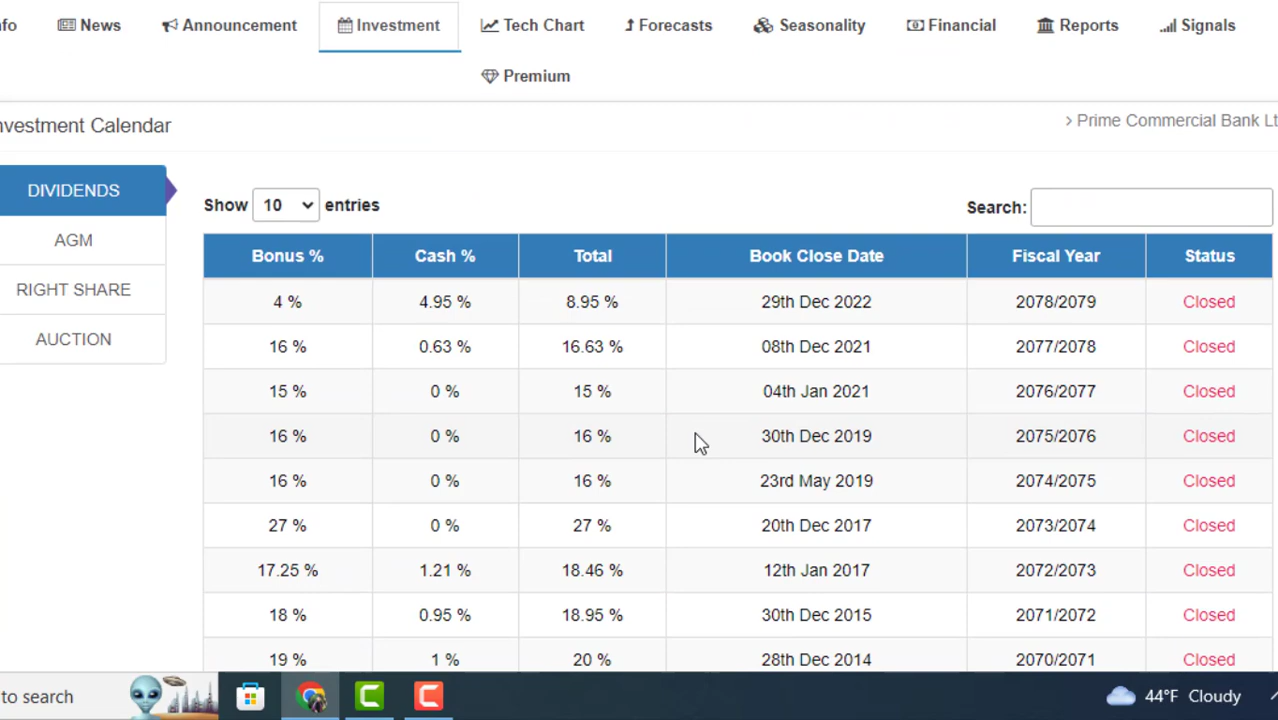 nfo News Announcement Investment Tech Chart Forecasts Seasonality Financial Reports Signals
Premium
nvestment Calendar
> Prime Commercial Bank Lt
DIVIDENDS
AGM
RIGHT SHARE
AUCTION
Show 10 entries
Search:
Bonus % Cash % Total Book Close Date Fiscal Year Status
4 % 4.95 % 8.95 % 29th Dec 2022 2078/2079 Closed
16 % 0.63 % 16.63 % 08th Dec 2021 2077/2078 Closed
15 % 0 % 15 % 04th Jan 2021 2076/2077 Closed
16 % 0 % 16 % 30th Dec 2019 2075/2076 Closed
16 % 0 % 16 % 23rd May 2019 2074/2075 Closed
27 % 0 % 27 % 20th Dec 2017 2073/2074 Closed
17.25 % 1.21 % 18.46 % 12th Jan 2017 2072/2073 Closed
18 % 0.95 % 18.95 % 30th Dec 2015 2071/2072 Closed
19 % 1 % 20 % 28th Dec 2014 2070/2071 Closed
to search
44°F Cloudy